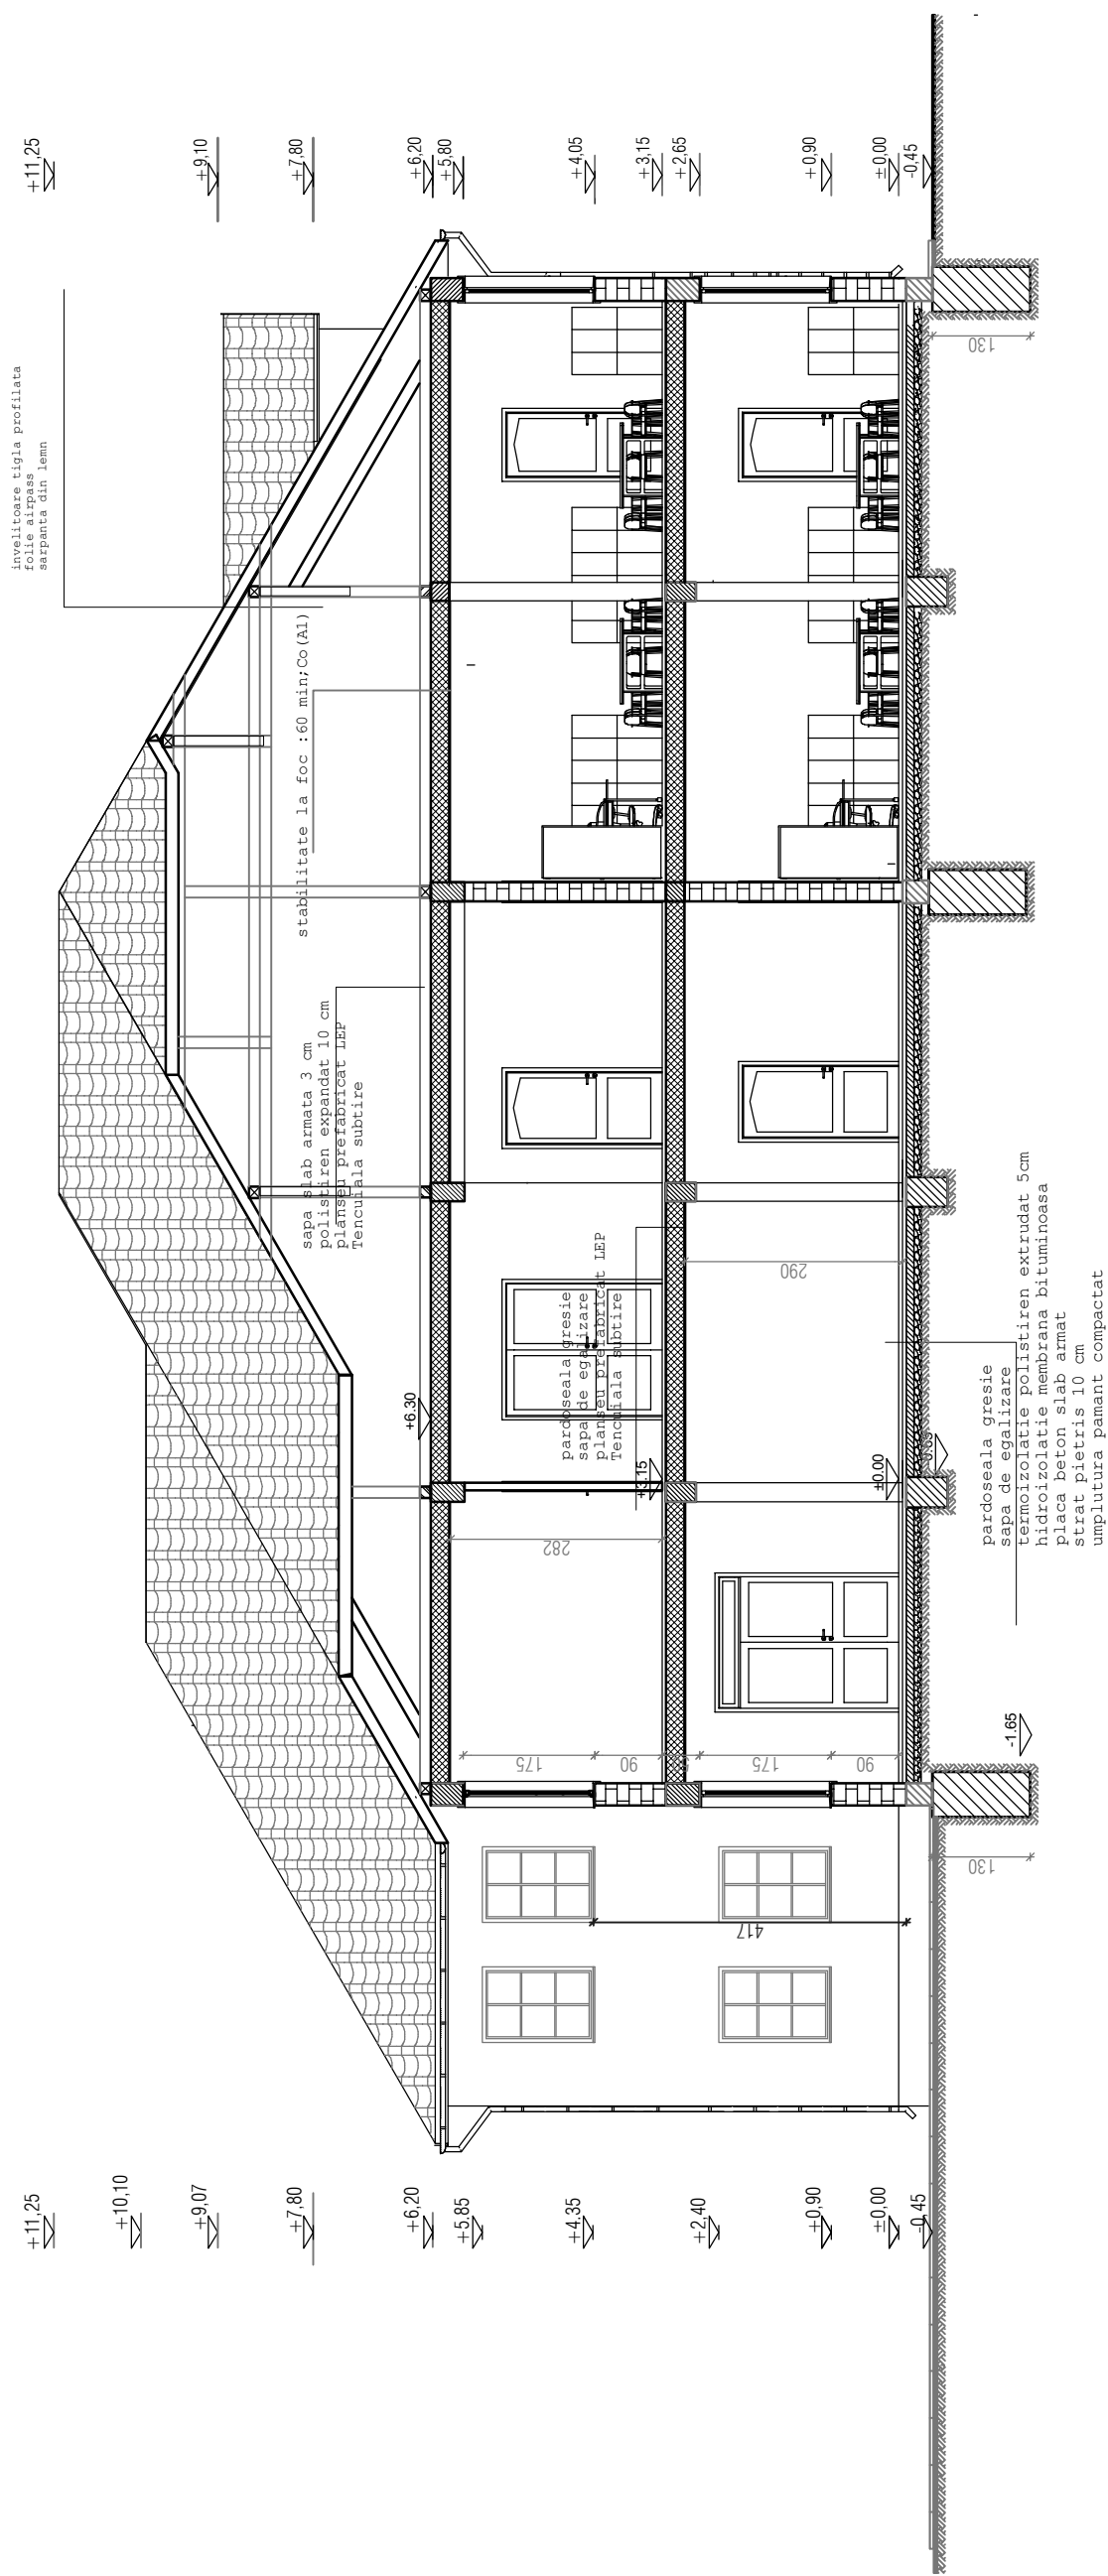 invelitoare tigla profilata
folie airpass
sarpanta din lemn
stabilitate la foc :60 min;Co(A1)
sapa slab armata 3 cm
polistiren expandat 10 cm
planseu prefabricat LEP
Tencuiala subtire
pardoseala gresie
sapa de egalizare
planseu prefabricat LEP
Tencuiala subtire
pardoseala gresie
sapa de egalizare
termoizolatie polistiren extrudat 5cm
hidroizolatie membrana bituminoasa
placa beton slab armat
strat pietris 10 cm
umplutura pamant compactat
+11,25
+10,10
+9,07
+7,80
+6,20
+5,85
+4,35
+2,40
+0,90
±0,00
-0,45
+11,25
+9,10
+7,80
+6,20
+5,80
+4,05
+3,15
+2,65
+0,90
±0,00
-0,45
+6.30
+3.15
±0.00
-1.65
417
282
290
175
90
175
90
130
130